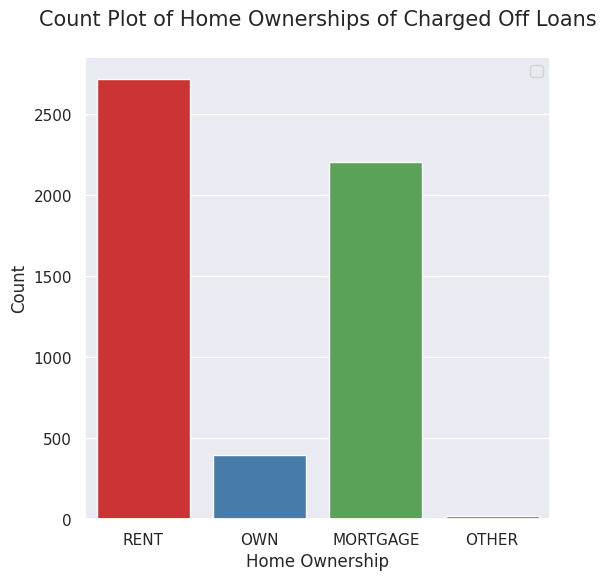 Count Plot of Home Ownerships of Charged Off Loans
2500
2000
1500
1000
500
0
Count
RENT OWN MORTGAGE OTHER
Home Ownership